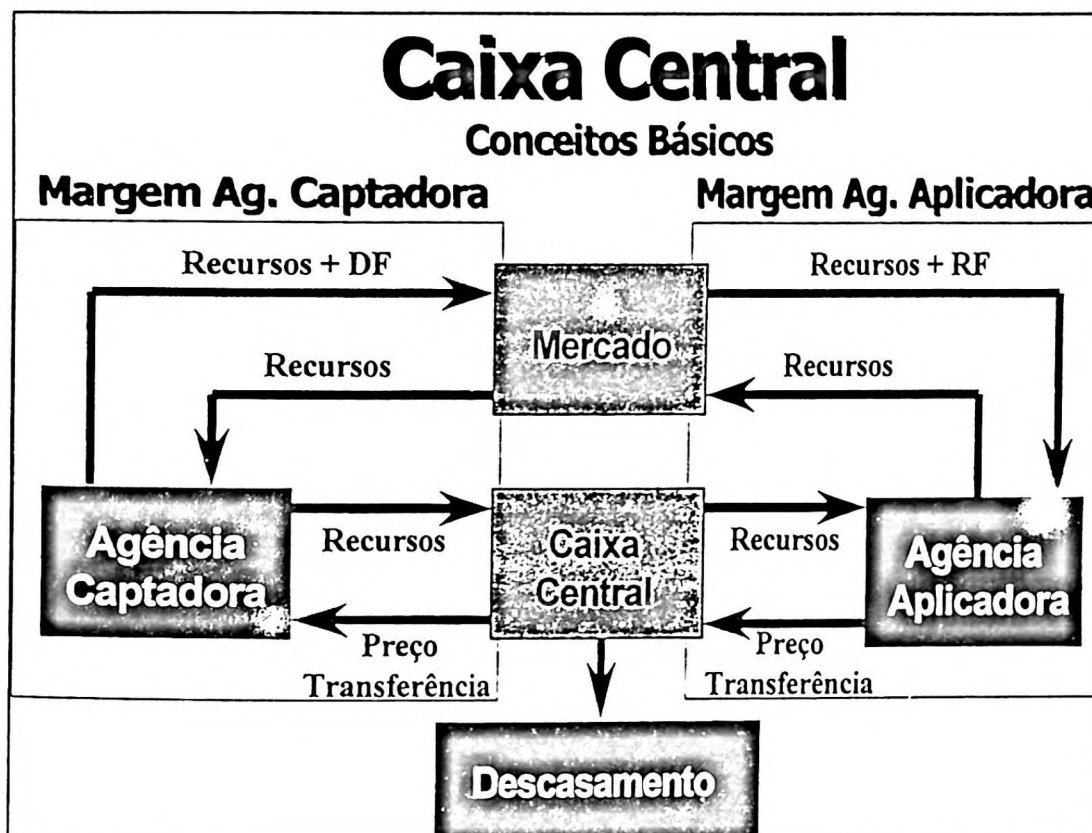 Caixa Central
Conceitos Básicos
Margem Ag. Captadora
Margem Ag. Aplicadora
Recursos + DF
Recursos + RF
Mercado
Recursos
Recursos
Agência
Captadora
Recursos
Caixa
Central
Recursos
Agência
Aplicadora
Preço
Transferência
Preço
Transferência
Descasamento